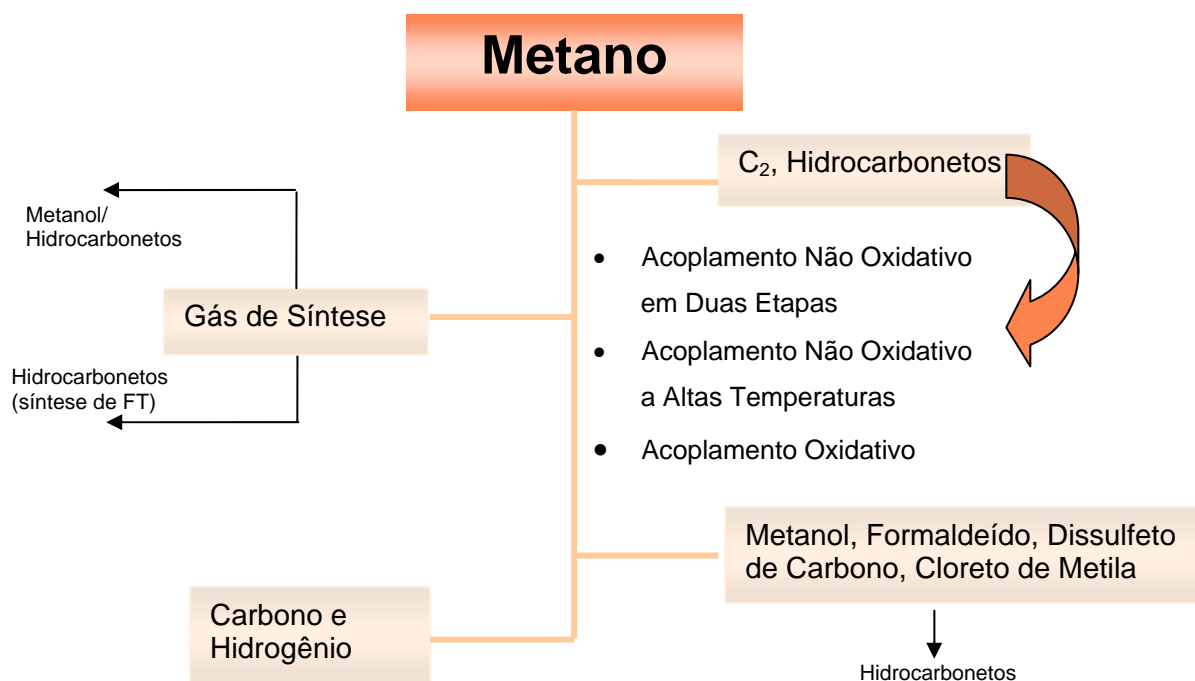 Metano
C₂, Hidrocarbonetos
Metanol/
Hidrocarbonetos
• Acoplamento Não Oxidativo
em Duas Etapas
Gás de Síntese
• Acoplamento Não Oxidativo
a Altas Temperaturas
Hidrocarbonetos
(síntese de FT)
• Acoplamento Oxidativo
Metanol, Formaldeído, Dissulfeto
de Carbono, Cloreto de Metila
Carbono e
Hidrogênio
Hidrocarbonetos